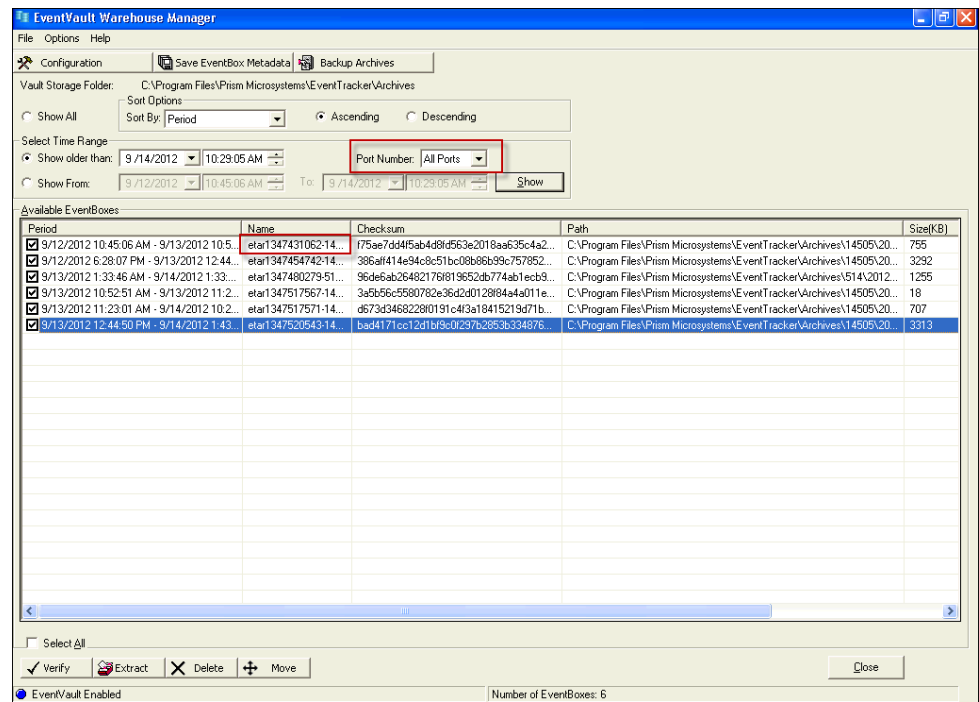 EventVault Warehouse Manager
File Options Help
Configuration Save EventBox Metadata Backup Archives
Vault Storage Folder: C:\Program Files\Prism Microsystems\EventTracker\Archives
Sort Options
Show All Sort By: Period Ascending Descending
Select Time Range
Show older than: 9 /14/2012 10:29:05 AM Port Number: All Ports
Show From: 9 /12/2012 10:45:06 AM To: 9 /14/2012 10:29:05 AM Show
Available EventBoxes
Period Name Checksum Path Size(KB)
9/12/2012 10:45:06 AM - 9/13/2012 10:5... etar1347431062-14... f75ae7dd4f5ab4d8fd563e2018aa635c4a2... C:\Program Files\Prism Microsystems\EventTracker\Archives\14505\20... 755
9/12/2012 6:28:07 PM - 9/13/2012 12:44... etar1347454742-14... 386aff414e94c8c51bc08b86b99c757852... C:\Program Files\Prism Microsystems\EventTracker\Archives\14505\20... 3292
9/13/2012 1:33:46 AM - 9/14/2012 1:33:... etar1347480279-51... 96de6ab26482176f819652db774ab1ecb9... C:\Program Files\Prism Microsystems\EventTracker\Archives\514\2012... 1255
9/13/2012 10:52:51 AM - 9/13/2012 11:2... etar1347517567-14... 3a5b56c5580782e36d2d0128f84a4a011e... C:\Program Files\Prism Microsystems\EventTracker\Archives\14505\20... 18
9/13/2012 11:23:01 AM - 9/14/2012 10:2... etar1347517571-14... d673d3468228f0191c4f3a18415219d71b... C:\Program Files\Prism Microsystems\EventTracker\Archives\14505\20... 707
9/13/2012 12:44:50 PM - 9/14/2012 1:43... etar1347520543-14... bad4171cc12d1bf9c0f297b2853b334876... C:\Program Files\Prism Microsystems\EventTracker\Archives\14505\20... 3313
Select All
Verify Extract Delete Move Close
EventVault Enabled Number of EventBoxes: 6